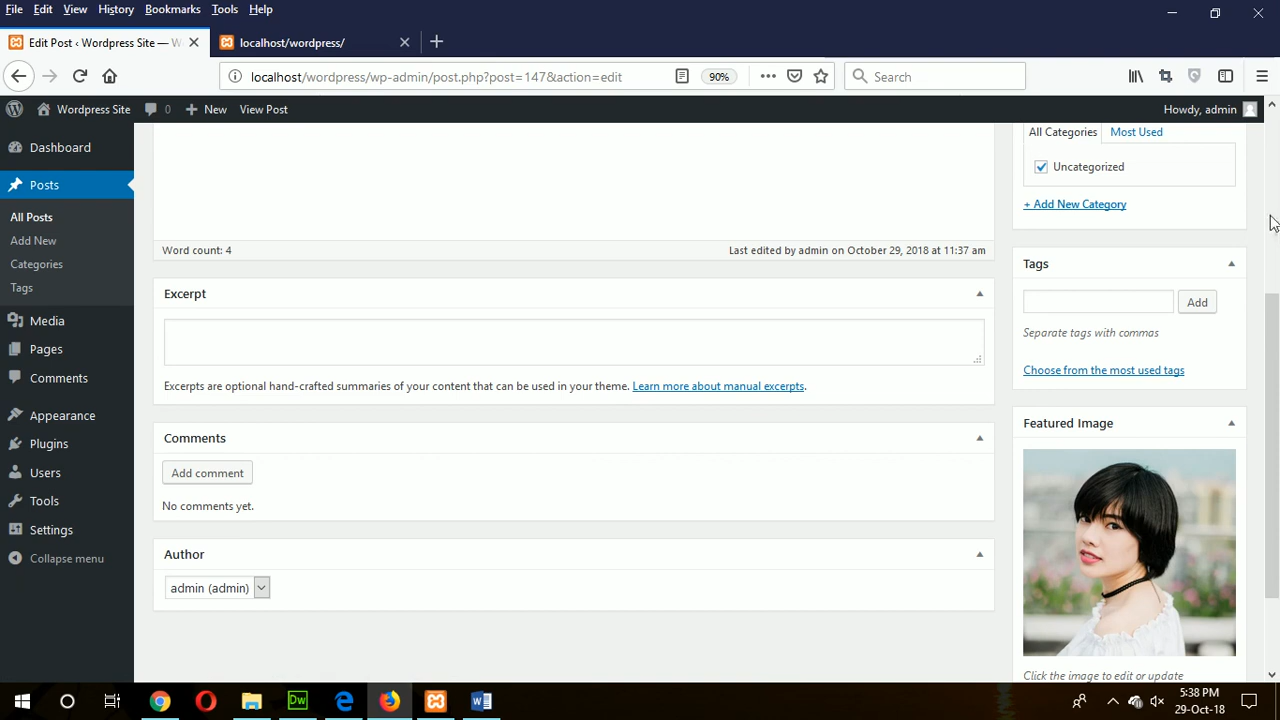 File Edit View History Bookmarks Tools Help
Edit Post ‹ Wordpress Site — W
localhost/wordpress/
localhost/wordpress/wp-admin/post.php?post=147&action=edit
90%
Search
Wordpress Site 0 New View Post
Howdy, admin
Dashboard
Posts
All Posts
Add New
Categories
Tags
Media
Pages
Comments
Appearance
Plugins
Users
Tools
Settings
Collapse menu
Word count: 4
Last edited by admin on October 29, 2018 at 11:37 am
Excerpt
Excerpts are optional hand-crafted summaries of your content that can be used in your theme. Learn more about manual excerpts.
Comments
Add comment
No comments yet.
Author
admin (admin)
All Categories Most Used
Uncategorized
+ Add New Category
Tags
Add
Separate tags with commas
Choose from the most used tags
Featured Image
Click the image to edit or update
Dw
5:38 PM
29-Oct-18